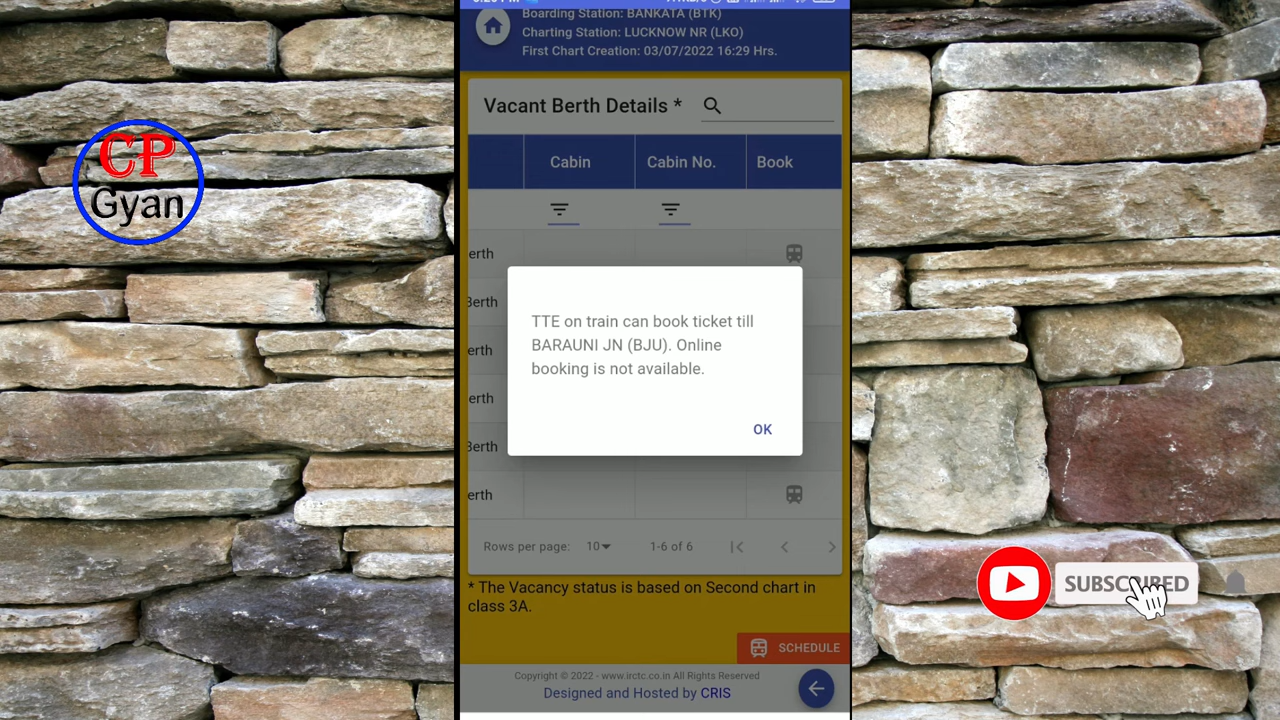 Boarding Station: BANKATA (BTK)
Charting Station: LUCKNOW NR (LKO)
First Chart Creation: 03/07/2022 16:29 Hrs.
Vacant Berth Details *
Cabin Cabin No. Book
CP
Gyan
erth
Berth
erth
TTE on train can book ticket till
BARAUNI JN (BJU). Online
booking is not available.
OK
erth
Berth
erth
Rows per page: 10 1-6 of 6
* The Vacancy status is based on Second chart in
class 3A.
SUBSCRIBED
SCHEDULE
Copyright © 2022 - www.irctc.co.in All Rights Reserved
Designed and Hosted by CRIS